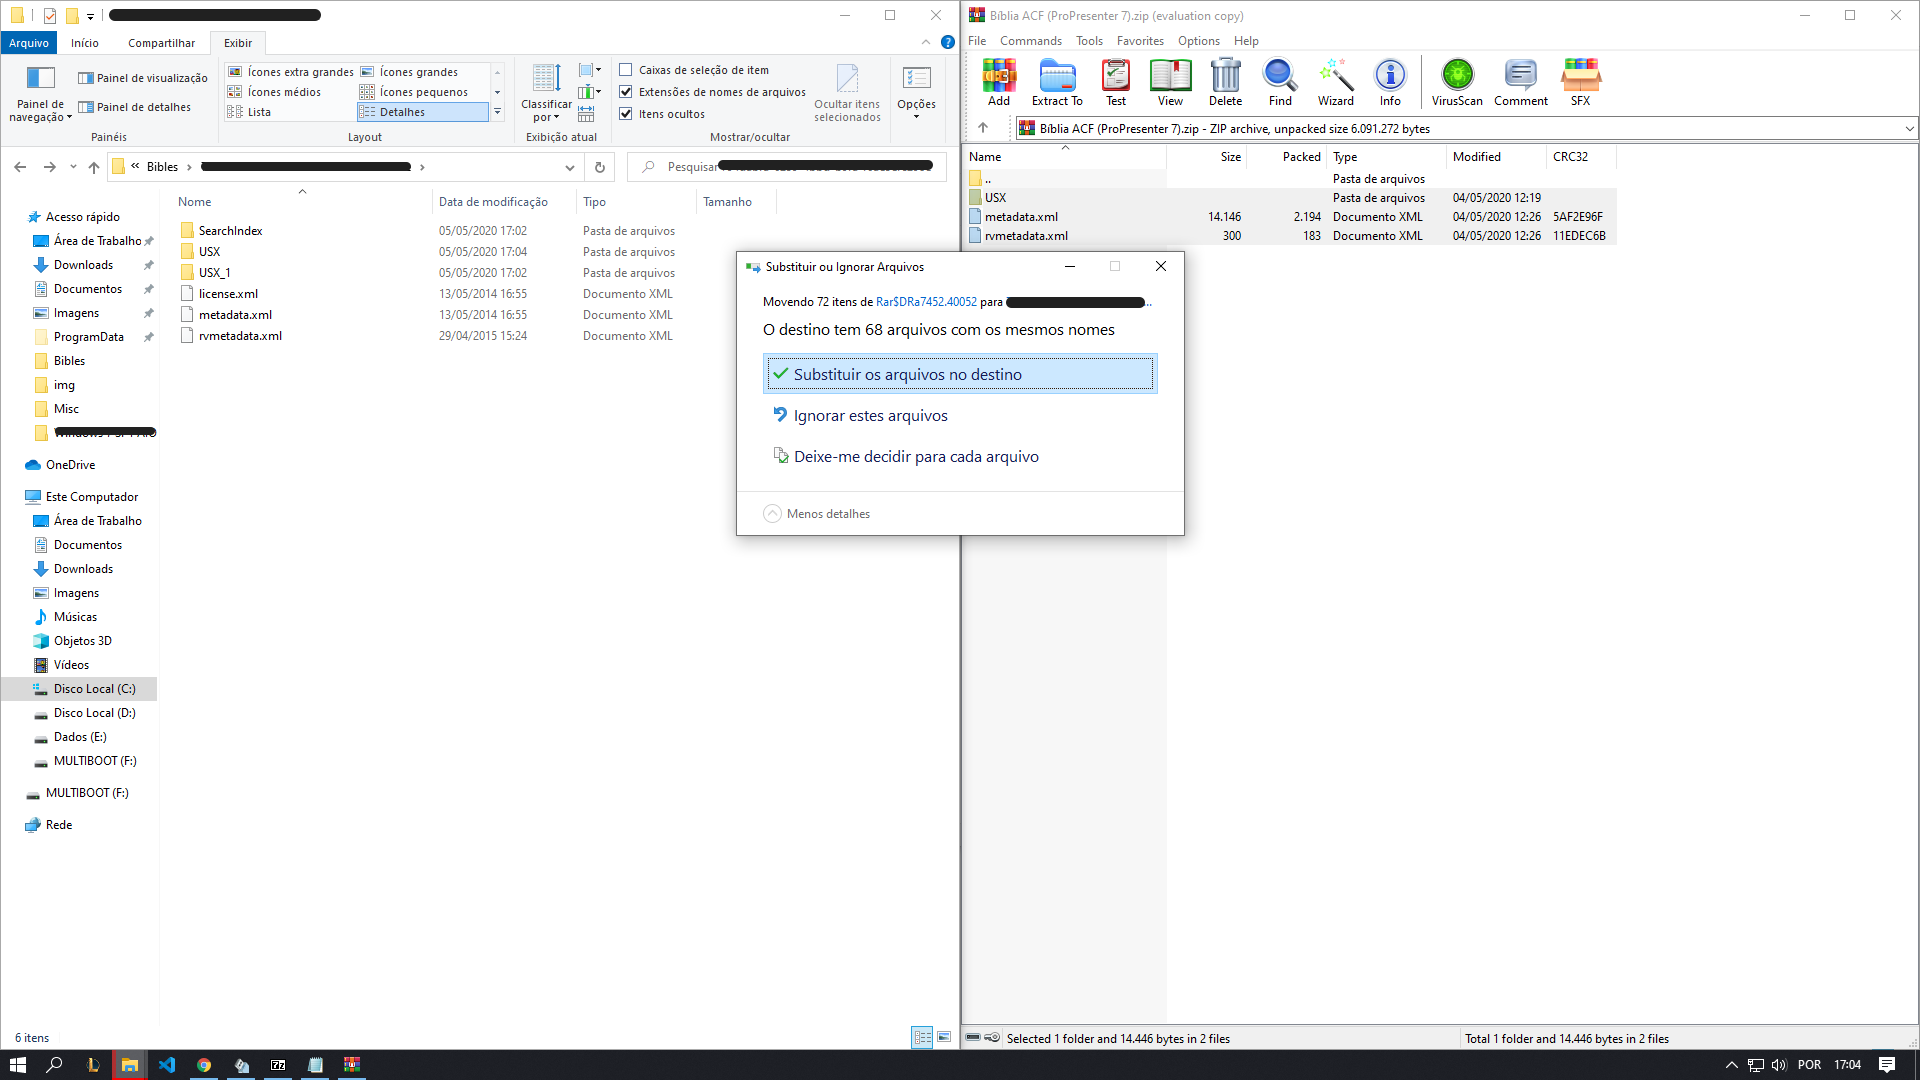 Arquivo
Início
Compartilhar
Exibir
Painel de navegação
Painel de visualização
Painel de detalhes
Painéis
Ícones extra grandes
Ícones grandes
Ícones médios
Ícones pequenos
Lista
Detalhes
Layout
Classificar por
Exibição atual
Caixas de seleção de item
Extensões de nomes de arquivos
Itens ocultos
Ocultar itens selecionados
Mostrar/ocultar
Opções
« Bibles
Pesquisar
Nome
Data de modificação
Tipo
Tamanho
SearchIndex 05/05/2020 17:02 Pasta de arquivos
USX 05/05/2020 17:04 Pasta de arquivos
USX_1 05/05/2020 17:02 Pasta de arquivos
license.xml 13/05/2014 16:55 Documento XML
metadata.xml 13/05/2014 16:55 Documento XML
rvmetadata.xml 29/04/2015 15:24 Documento XML
Acesso rápido
Área de Trabalho
Downloads
Documentos
Imagens
ProgramData
Bibles
img
Misc
OneDrive
Este Computador
Área de Trabalho
Documentos
Downloads
Imagens
Músicas
Objetos 3D
Vídeos
Disco Local (C:)
Disco Local (D:)
Dados (E:)
MULTIBOOT (F:)
MULTIBOOT (F:)
Rede
6 itens
Substituir ou Ignorar Arquivos
Movendo 72 itens de Rar$DRa7452.40052 para ..
O destino tem 68 arquivos com os mesmos nomes
Substituir os arquivos no destino
Ignorar estes arquivos
Deixe-me decidir para cada arquivo
Menos detalhes
Bíblia ACF (ProPresenter 7).zip (evaluation copy)
File Commands Tools Favorites Options Help
Add Extract To Test View Delete Find Wizard Info VirusScan Comment SFX
Bíblia ACF (ProPresenter 7).zip - ZIP archive, unpacked size 6.091.272 bytes
Name Size Packed Type Modified CRC32
.. Pasta de arquivos
USX Pasta de arquivos 04/05/2020 12:19
metadata.xml 14.146 2.194 Documento XML 04/05/2020 12:26 5AF2E96F
rvmetadata.xml 300 183 Documento XML 04/05/2020 12:26 11EDEC6B
Selected 1 folder and 14.446 bytes in 2 files
Total 1 folder and 14.446 bytes in 2 files
POR 17:04